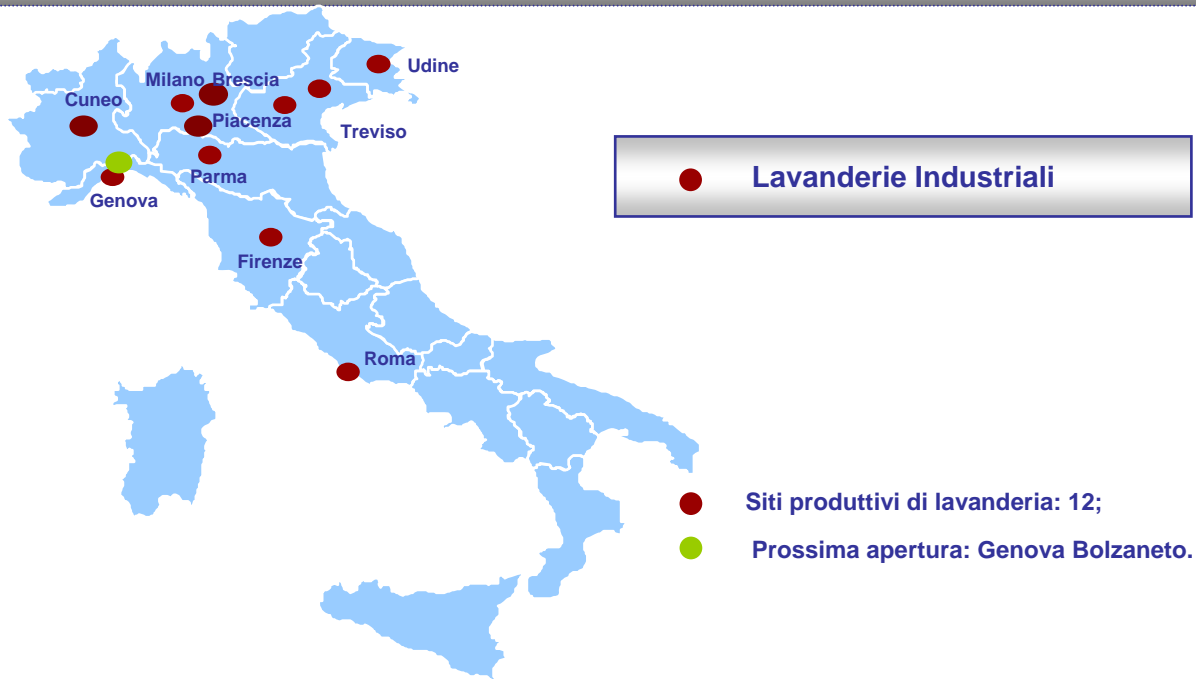 Udine
Milano Brescia
Cuneo
Piacenza
Treviso
Parma
Genova
Firenze
Roma
Lavanderie Industriali
Siti produttivi di lavanderia: 12;
Prossima apertura: Genova Bolzaneto.